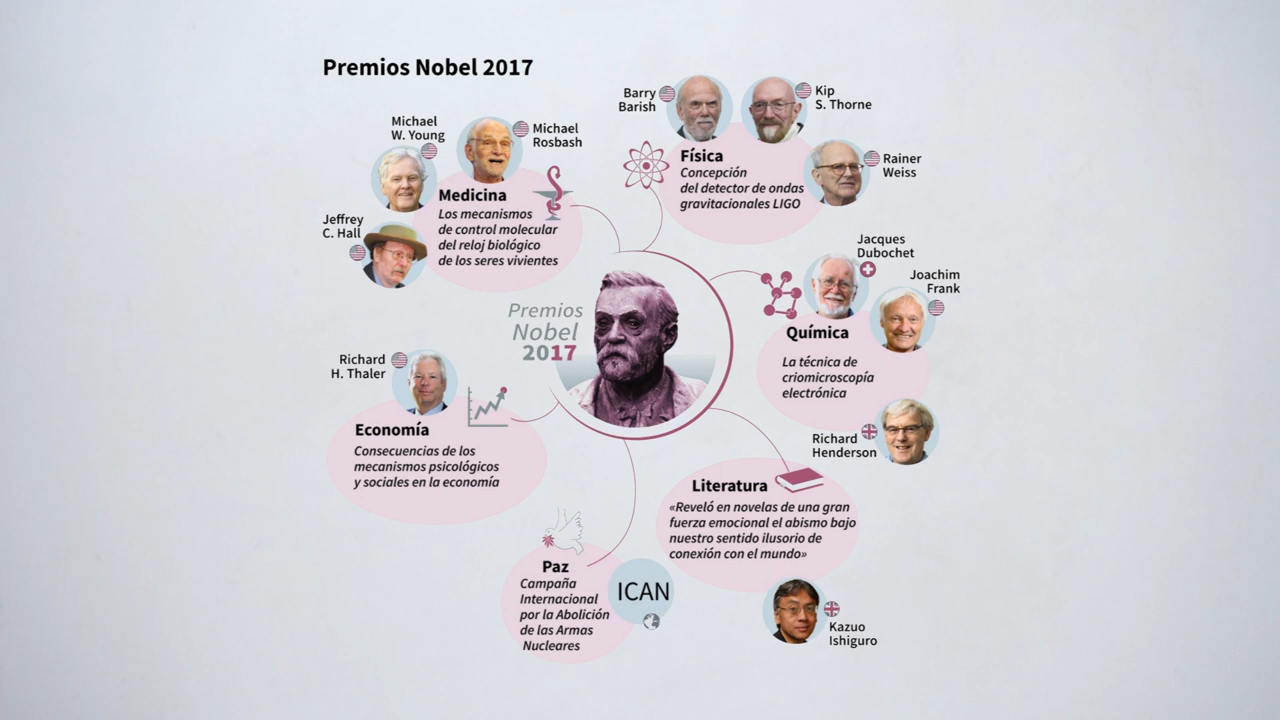 Premios Nobel 2017
Michael
W. Young
Michael
Rosbash
Jeffrey
C. Hall
Medicina
Los mecanismos
de control molecular
del reloj biológico
de los seres vivientes
Barry
Barish
Kip
S. Thorne
Rainer
Weiss
Física
Concepción
del detector de ondas
gravitacionales LIGO
Jacques
Dubochet
Joachim
Frank
Química
La técnica de
criomicroscopía
electrónica
Richard
Henderson
Premios
Nobel
2017
Richard
H. Thaler
Economía
Consecuencias de los
mecanismos psicológicos
y sociales en la economía
Literatura
«Reveló en novelas de una gran
fuerza emocional el abismo bajo
nuestro sentido ilusorio de
conexión con el mundo»
Kazuo
Ishiguro
Paz
Campaña
Internacional
por la Abolición
de las Armas
Nucleares
ICAN